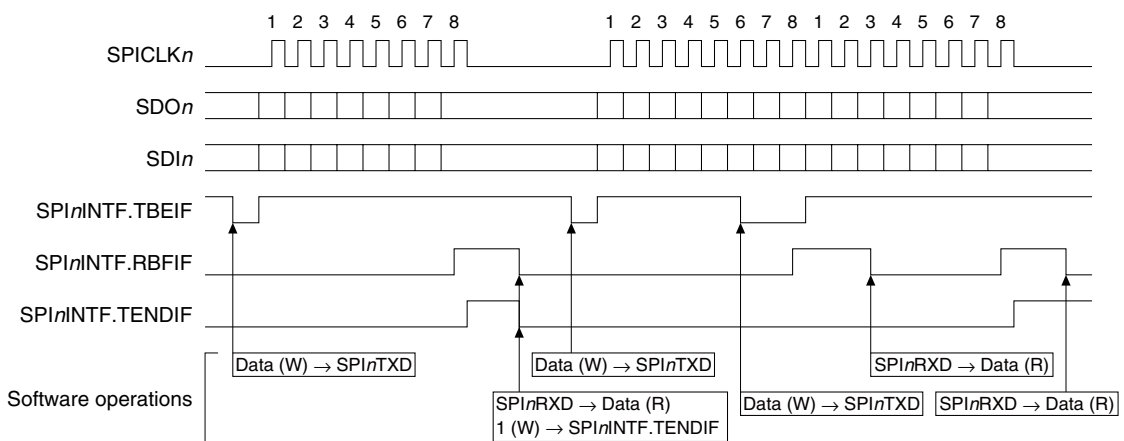 1 2 3 4 5 6 7 8 1 2 3 4 5 6 7 8 1 2 3 4 5 6 7 8
SPICLKn
SDOn
SDIn
SPInINTF.TBEIF
SPInINTF.RBFIF
SPInINTF.TENDIF
Software operations
Data (W) → SPInTXD
Data (W) → SPInTXD
SPInRXD → Data (R)
SPInRXD → Data (R)
1 (W) → SPInINTF.TENDIF
Data (W) → SPInTXD
SPInRXD → Data (R)